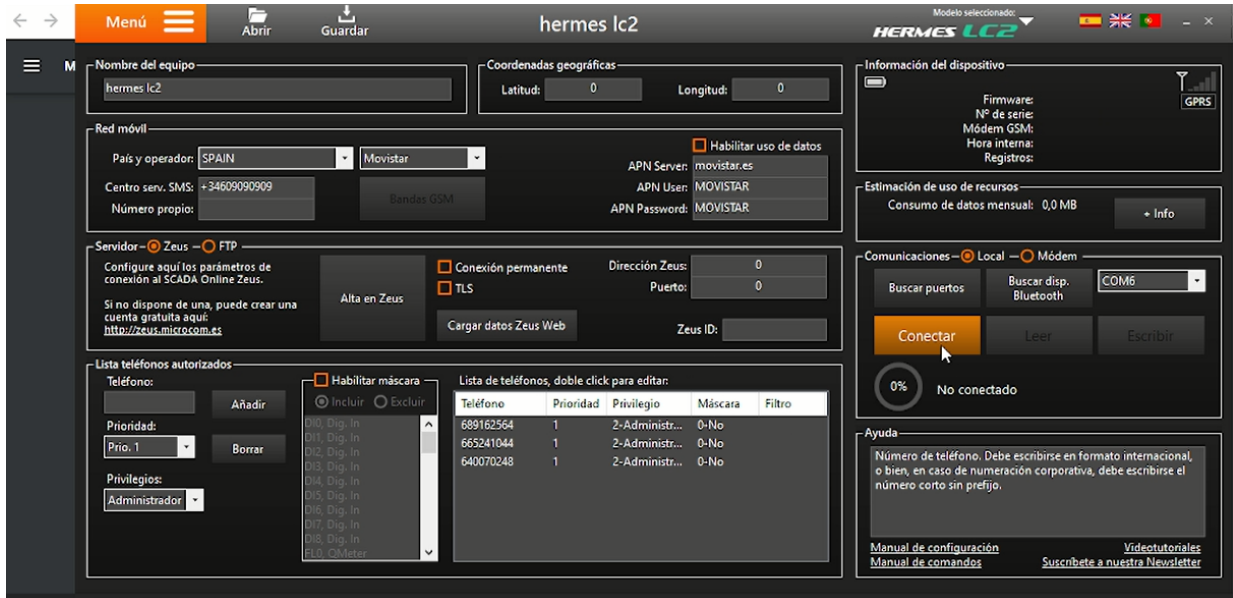 Menú
Abrir
Guardar
hermes lc2
Modelo seleccionado:
HERMES LC2
M
Nombre del equipo
hermes lc2
Coordenadas geográficas
Latitud: 0 Longitud: 0
Red móvil
País y operador: SPAIN Movistar
Centro serv. SMS: +34609090909
Número propio:
Bandas GSM
Habilitar uso de datos
APN Server: movistar.es
APN User: MOVISTAR
APN Password: MOVISTAR
Servidor Zeus FTP
Configure aquí los parámetros de
conexión al SCADA Online Zeus.
Si no dispone de una, puede crear una
cuenta gratuita aquí:
http://zeus.microcom.es
Alta en Zeus
Conexión permanente
TLS
Cargar datos Zeus Web
Dirección Zeus: 0
Puerto: 0
Zeus ID:
Lista teléfonos autorizados
Teléfono:
Añadir
Prioridad:
Prio. 1
Borrar
Privilegios:
Administrador
Habilitar máscara
Incluir Excluir
DI0, Dig. In
DI1, Dig. In
DI2, Dig. In
DI3, Dig. In
DI4, Dig. In
DI5, Dig. In
DI6, Dig. In
DI7, Dig. In
DI8, Dig. In
FL0, QMeter
Lista de teléfonos, doble click para editar:
Teléfono Prioridad Privilegio Máscara Filtro
689162564 1 2-Administr... 0-No
665241044 1 2-Administr... 0-No
640070248 1 2-Administr... 0-No
Información del dispositivo
GPRS
Firmware:
Nº de serie:
Módem GSM:
Hora interna:
Registros:
Estimación de uso de recursos
Consumo de datos mensual: 0,0 MB
+ Info
Comunicaciones Local Módem
Buscar puertos
Buscar disp.
Bluetooth
COM6
Conectar
Leer
Escribir
0%
No conectado
Ayuda
Número de teléfono. Debe escribirse en formato internacional,
o bien, en caso de numeración corporativa, debe escribirse el
número corto sin prefijo.
Manual de configuración
Videotutoriales
Manual de comandos
Suscríbete a nuestra Newsletter